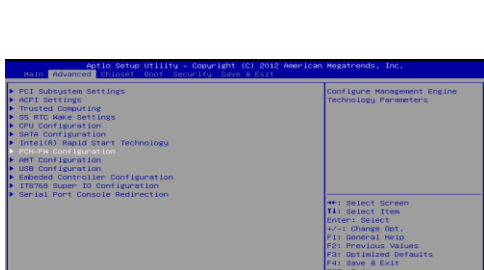 Aptio Setup Utility – Copyright (C) 2012 American Megatrends, Inc.
Main Advanced Chipset Boot Security Save & Exit
PCI Subsystem Settings
ACPI Settings
Trusted Computing
S5 RTC Wake Settings
CPU Configuration
SATA Configuration
Intel(R) Rapid Start Technology
PCH-FW Configuration
AMT Configuration
USB Configuration
Embeded Controller Configuration
IT8768 Super IO Configuration
Serial Port Console Redirection
Configure Management Engine
Technology Parameters
→←: Select Screen
↑↓: Select Item
Enter: Select
+/-: Change Opt.
F1: General Help
F2: Previous Values
F3: Optimized Defaults
F4: Save & Exit